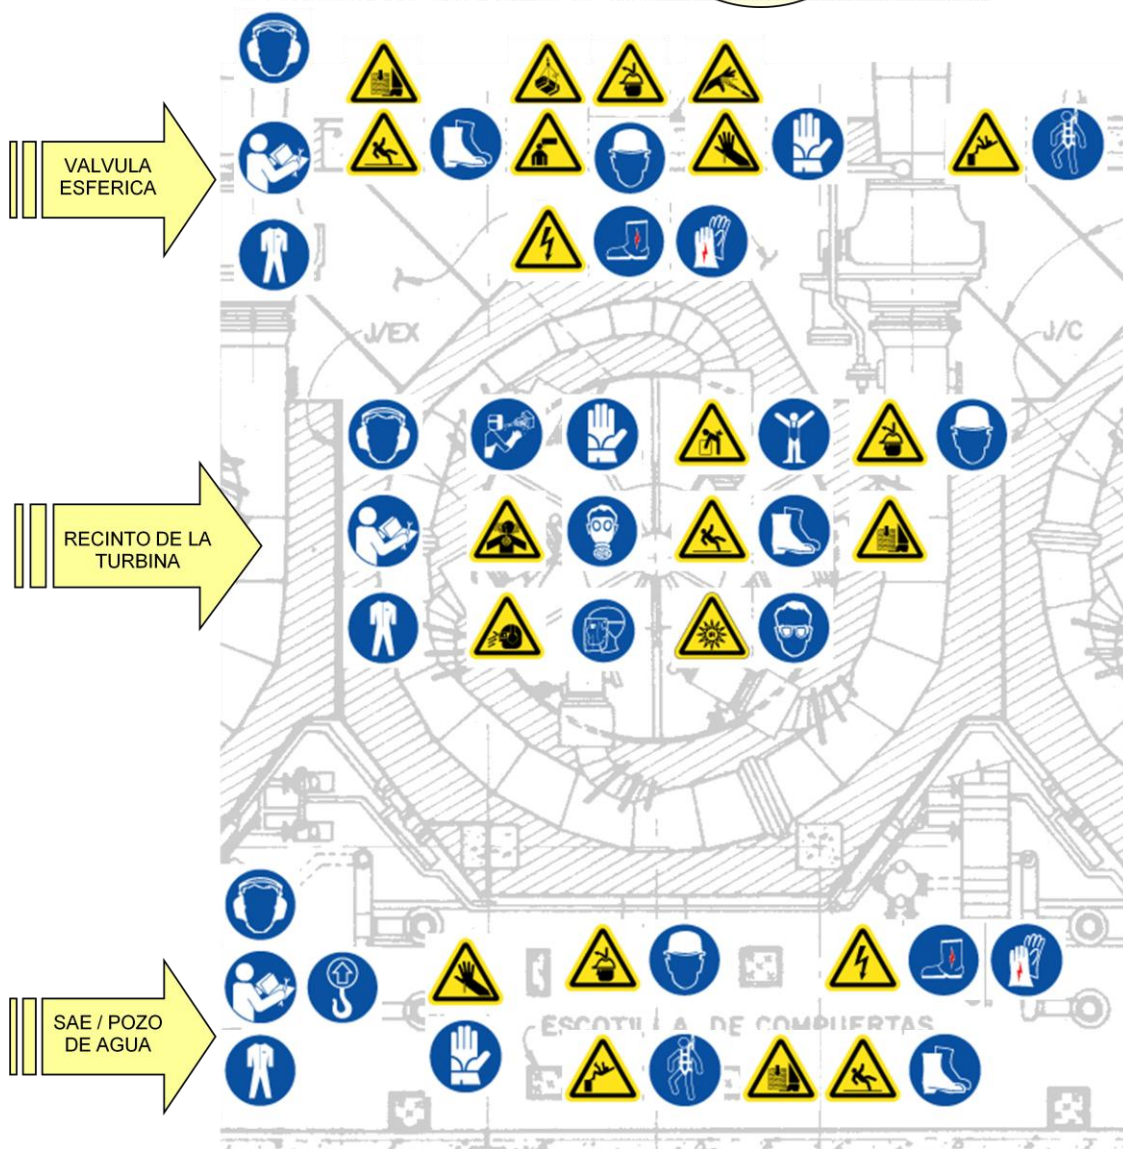 VALVULA
ESFERICA
J/EX
J/C
RECINTO DE LA
TURBINA
SAE / POZO
DE AGUA
ESCOTILLA DE COMPUERTAS